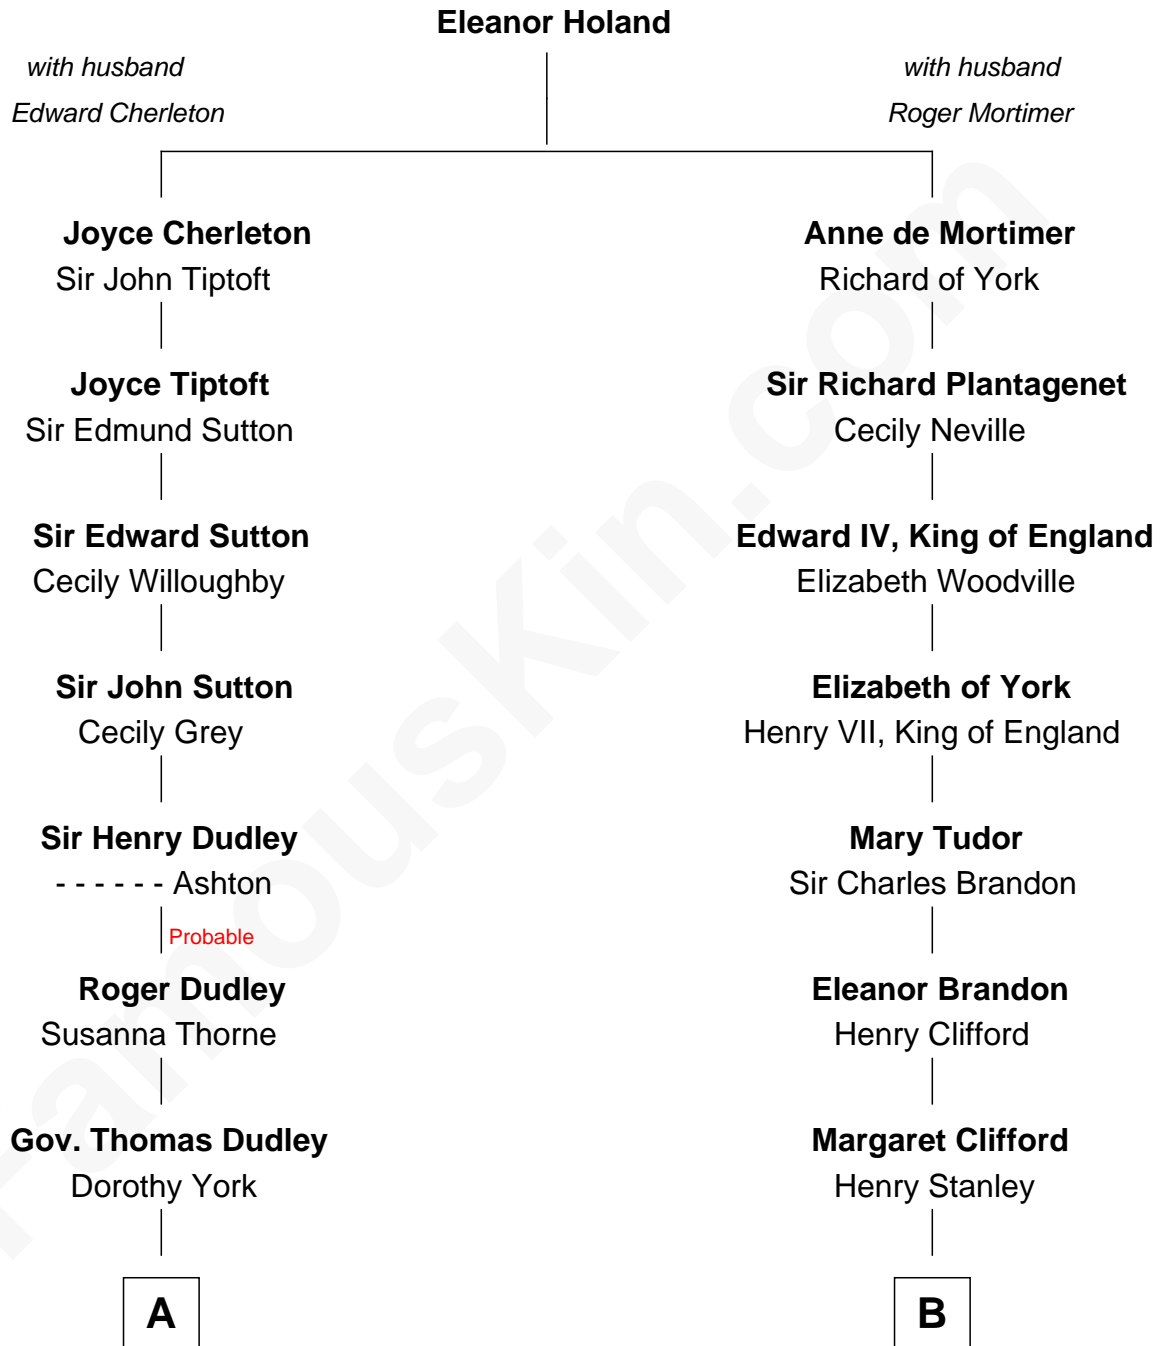 Eleanor Holand
with husband
Edward Cherleton
with husband
Roger Mortimer
Joyce Cherleton
Sir John Tiptoft
Anne de Mortimer
Richard of York
Joyce Tiptoft
Sir Edmund Sutton
Sir Richard Plantagenet
Cecily Neville
Sir Edward Sutton
Cecily Willoughby
Edward IV, King of England
Elizabeth Woodville
Sir John Sutton
Cecily Grey
Elizabeth of York
Henry VII, King of England
Sir Henry Dudley
- - - - - - Ashton
Probable
Mary Tudor
Sir Charles Brandon
Roger Dudley
Susanna Thorne
Eleanor Brandon
Henry Clifford
Gov. Thomas Dudley
Dorothy York
Margaret Clifford
Henry Stanley
A
B
FamousKin.com